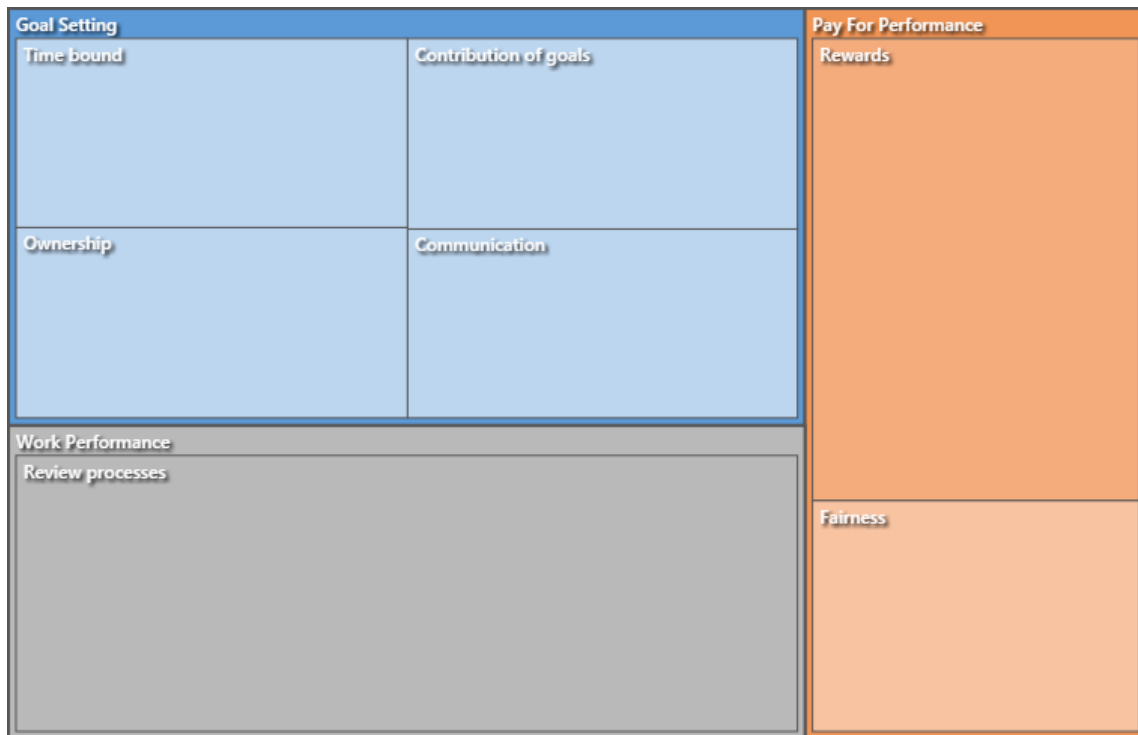 Goal Setting
Time bound
Contribution of goals
Ownership
Communication
Work Performance
Review processes
Pay For Performance
Rewards
Fairness